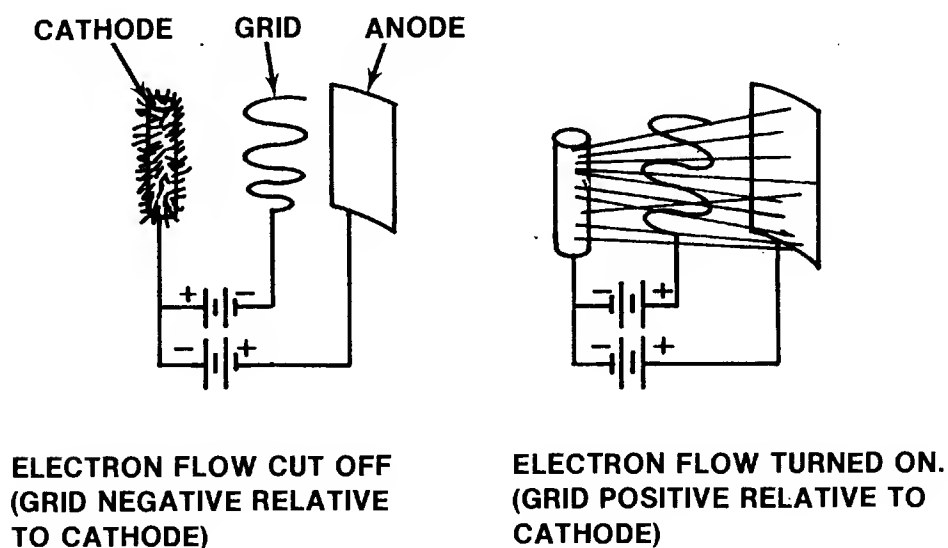 CATHODE GRID ANODE
+ -
- +
- +
- +
ELECTRON FLOW CUT OFF
(GRID NEGATIVE RELATIVE
TO CATHODE)
ELECTRON FLOW TURNED ON.
(GRID POSITIVE RELATIVE TO
CATHODE)